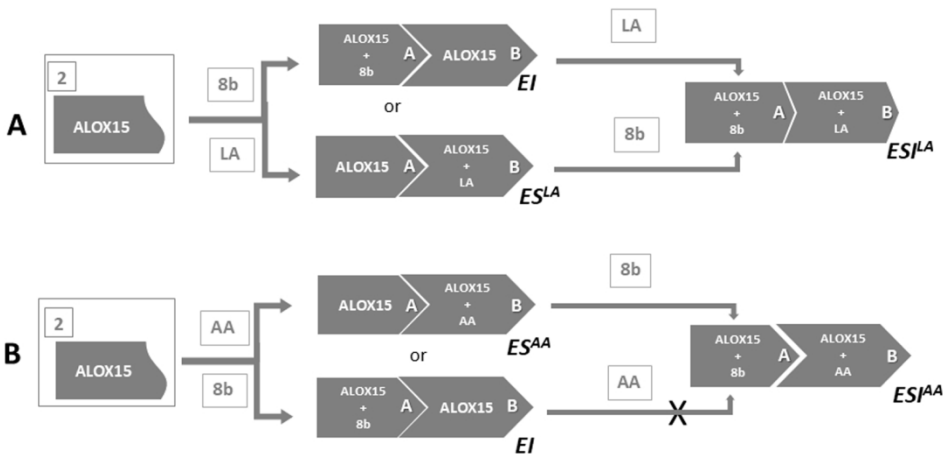 A
2
ALOX15
8b
LA
ALOX15
+
8b
A
ALOX15
B
EI
or
ALOX15
A
ALOX15
+
LA
B
ES^LA
LA
8b
ALOX15
+
8b
A
ALOX15
+
LA
B
ESI^LA
B
2
ALOX15
AA
8b
ALOX15
A
ALOX15
+
AA
B
ES^AA
or
ALOX15
+
8b
A
ALOX15
B
EI
8b
AA
X
ALOX15
+
8b
A
ALOX15
+
AA
B
ESI^AA